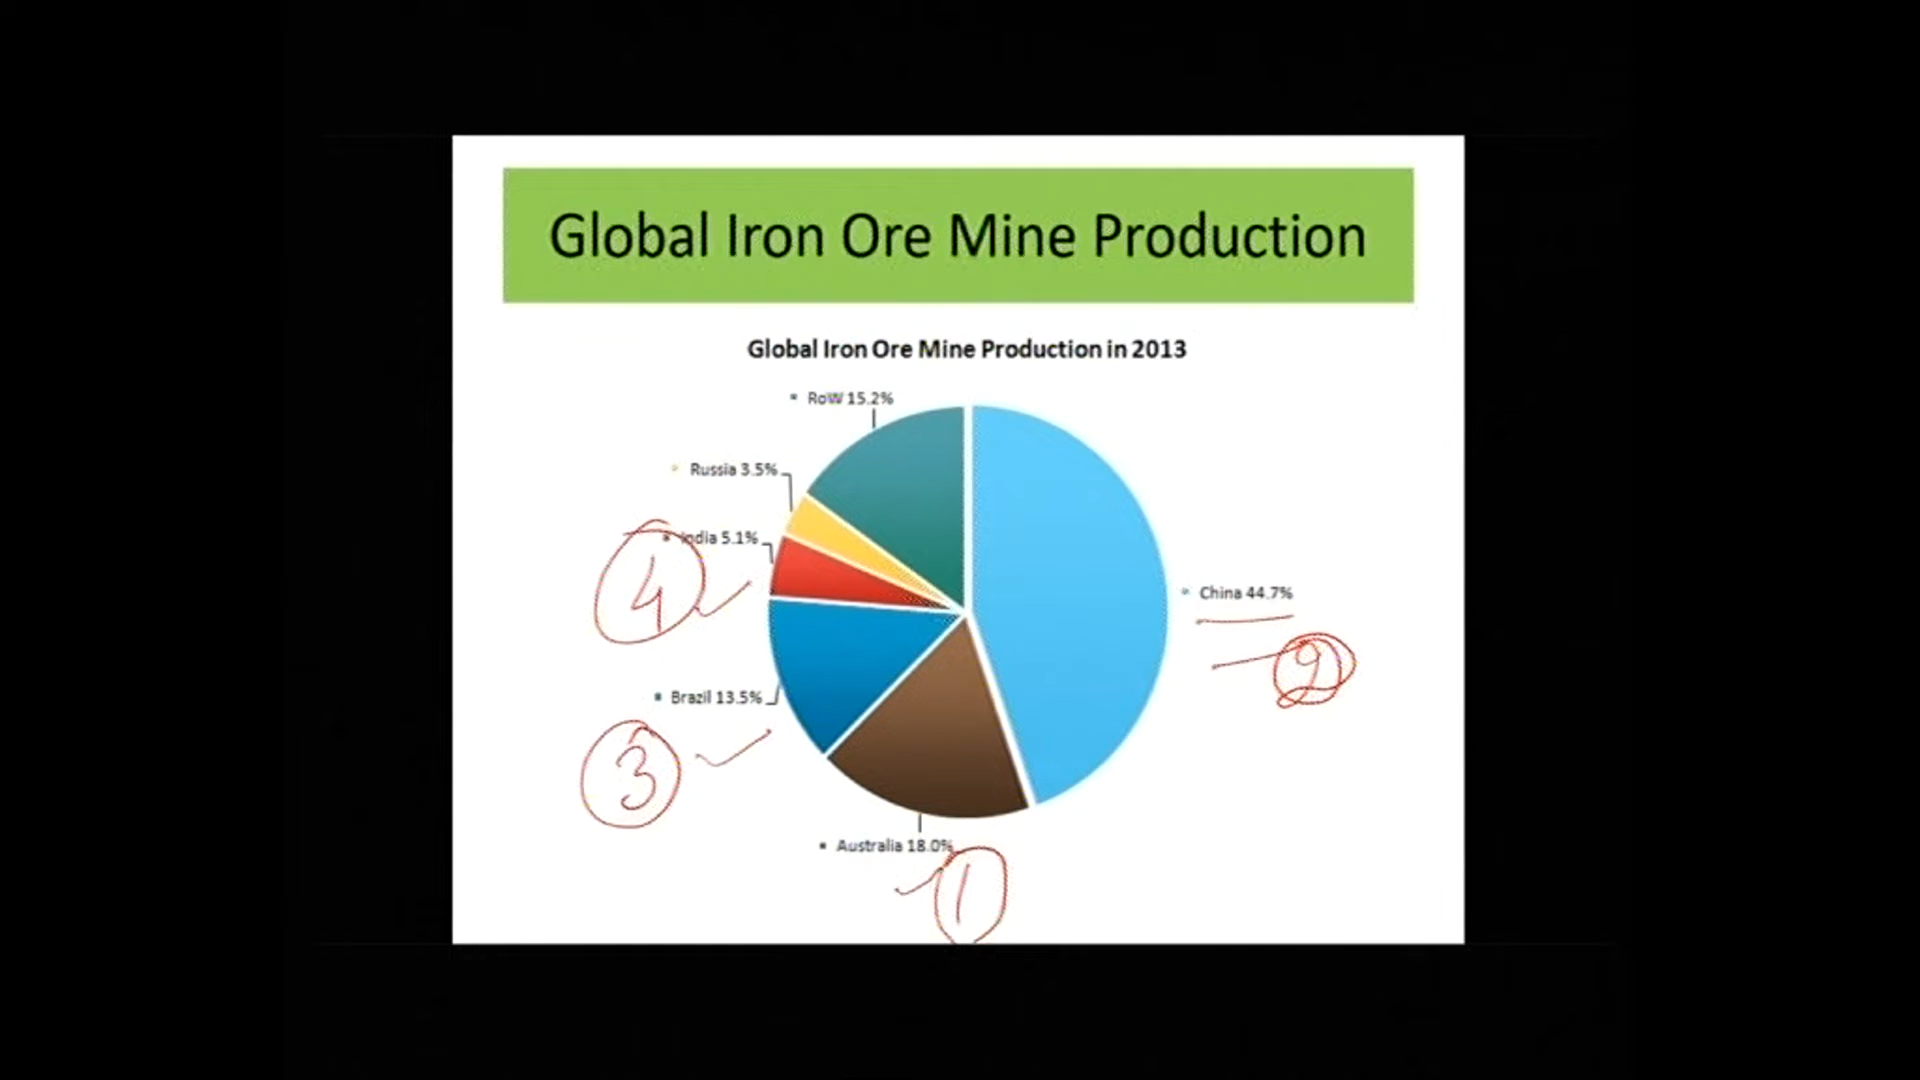 Global Iron Ore Mine Production
Global Iron Ore Mine Production in 2013
RoW 15.2%
Russia 3.5%
India 5.1%
4
China 44.7%
2
Brazil 13.5%
3
Australia 18.0%
1